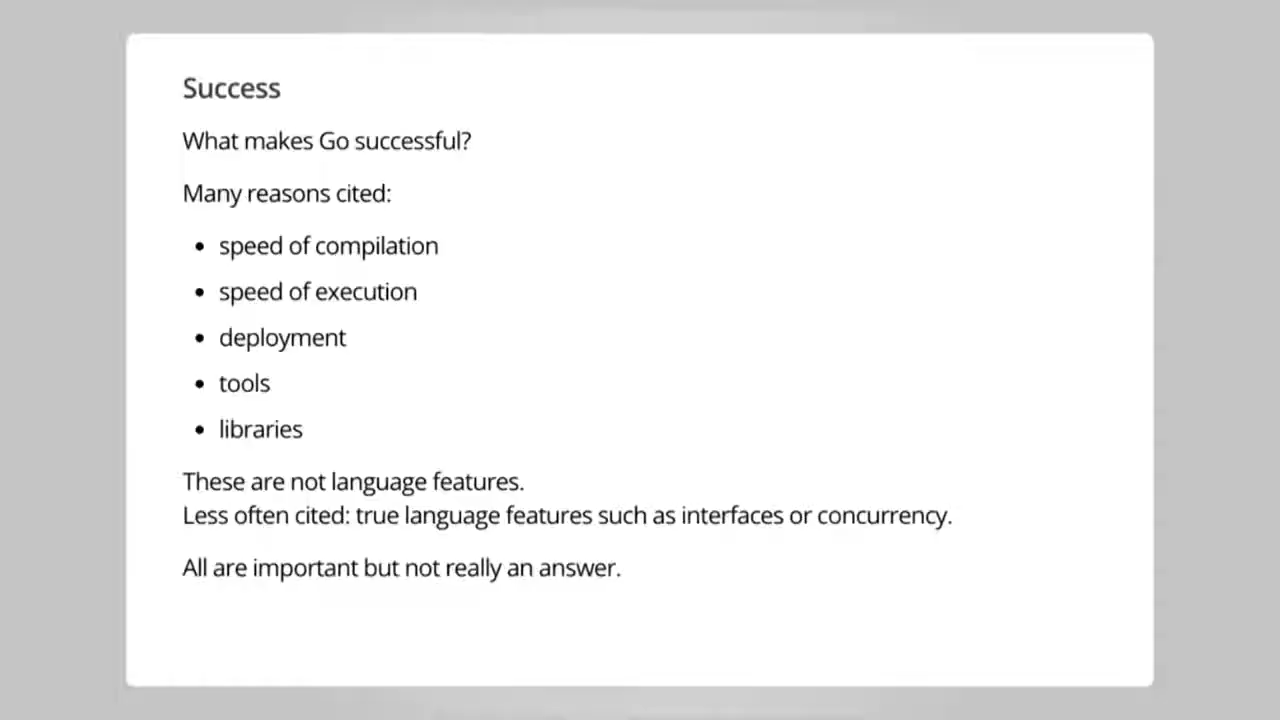 Success
What makes Go successful?
Many reasons cited:
• speed of compilation
• speed of execution
• deployment
• tools
• libraries
These are not language features.
Less often cited: true language features such as interfaces or concurrency.
All are important but not really an answer.